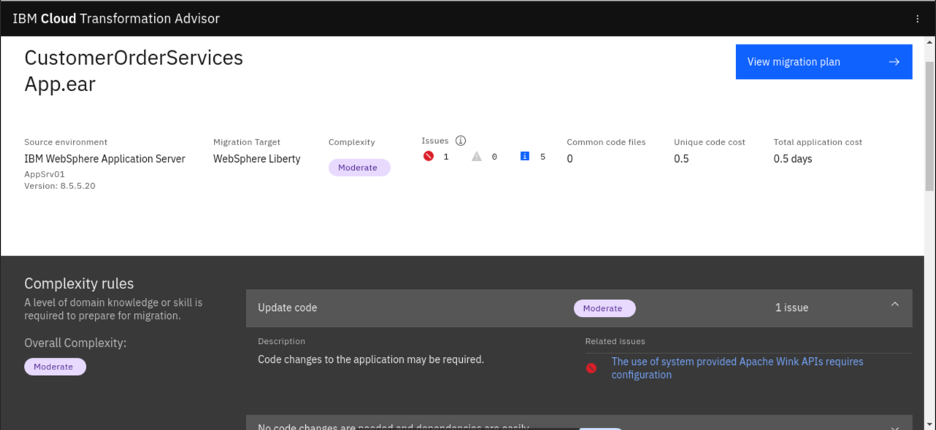 IBM Cloud Transformation Advisor
CustomerOrderServices
App.ear
View migration plan
Source environment
IBM WebSphere Application Server
AppSrv01
Version: 8.5.5.20
Migration Target
WebSphere Liberty
Complexity
Moderate
Issues
1 0 5
Common code files
0
Unique code cost
0.5
Total application cost
0.5 days
Complexity rules
A level of domain knowledge or skill is
required to prepare for migration.
Overall Complexity:
Moderate
Update code Moderate 1 issue
Description
Code changes to the application may be required.
Related issues
The use of system provided Apache Wink APIs requires
configuration
No code changes are needed and dependencies are easily